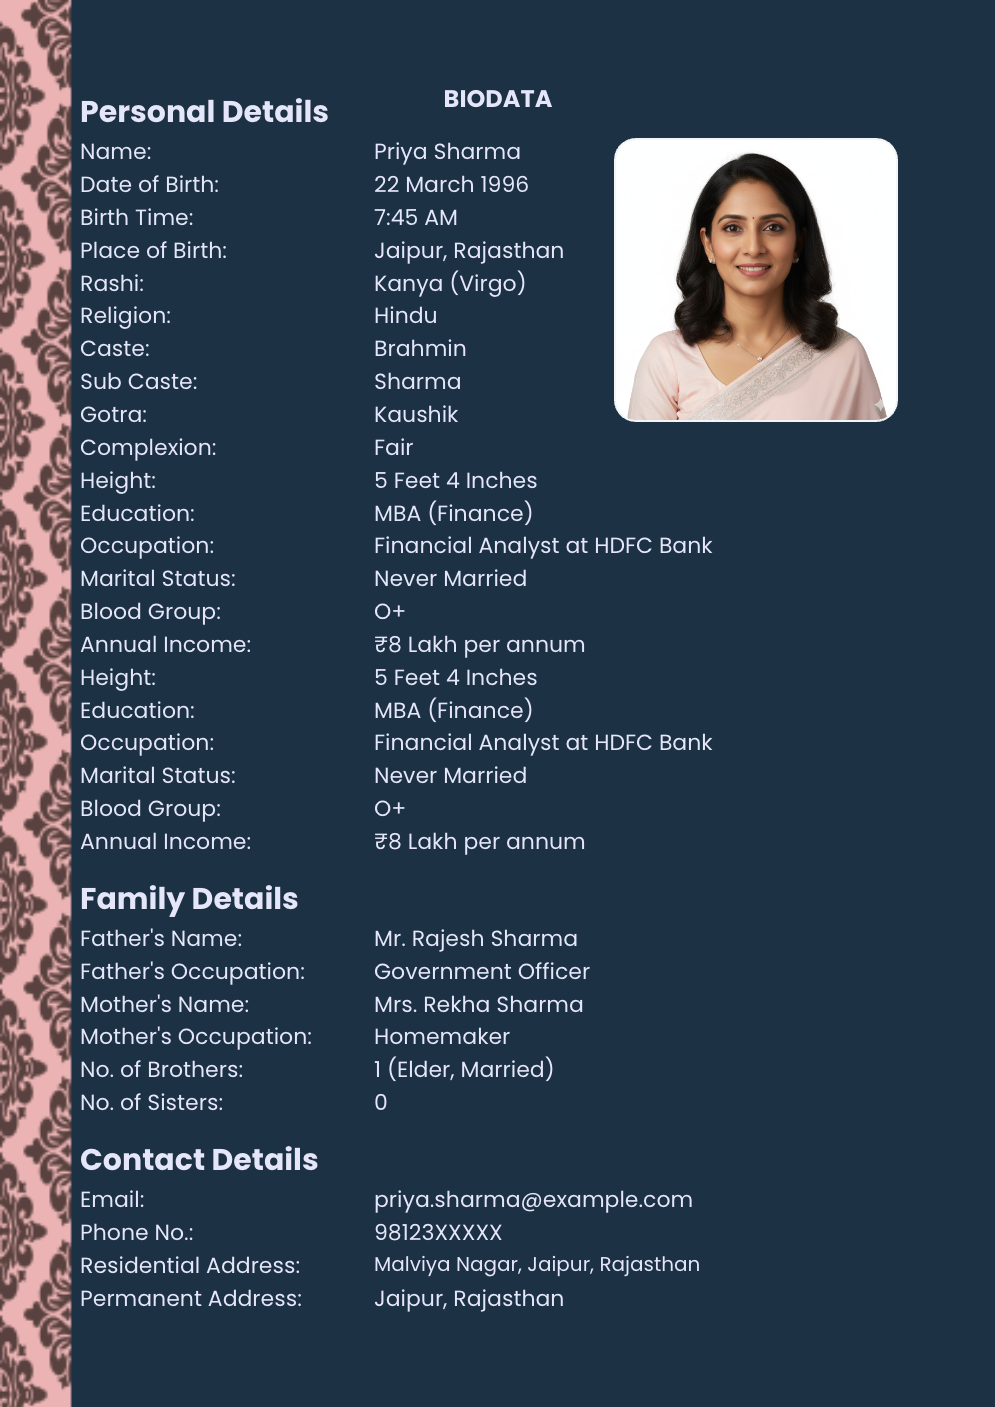 BIODATA
Personal Details
Name: Priya Sharma
Date of Birth: 22 March 1996
Birth Time: 7:45 AM
Place of Birth: Jaipur, Rajasthan
Rashi: Kanya (Virgo)
Religion: Hindu
Caste: Brahmin
Sub Caste: Sharma
Gotra: Kaushik
Complexion: Fair
Height: 5 Feet 4 Inches
Education: MBA (Finance)
Occupation: Financial Analyst at HDFC Bank
Marital Status: Never Married
Blood Group: O+
Annual Income: ₹8 Lakh per annum
Height: 5 Feet 4 Inches
Education: MBA (Finance)
Occupation: Financial Analyst at HDFC Bank
Marital Status: Never Married
Blood Group: O+
Annual Income: ₹8 Lakh per annum
Family Details
Father's Name: Mr. Rajesh Sharma
Father's Occupation: Government Officer
Mother's Name: Mrs. Rekha Sharma
Mother's Occupation: Homemaker
No. of Brothers: 1 (Elder, Married)
No. of Sisters: 0
Contact Details
Email: priya.sharma@example.com
Phone No.: 98123XXXXX
Residential Address: Malviya Nagar, Jaipur, Rajasthan
Permanent Address: Jaipur, Rajasthan